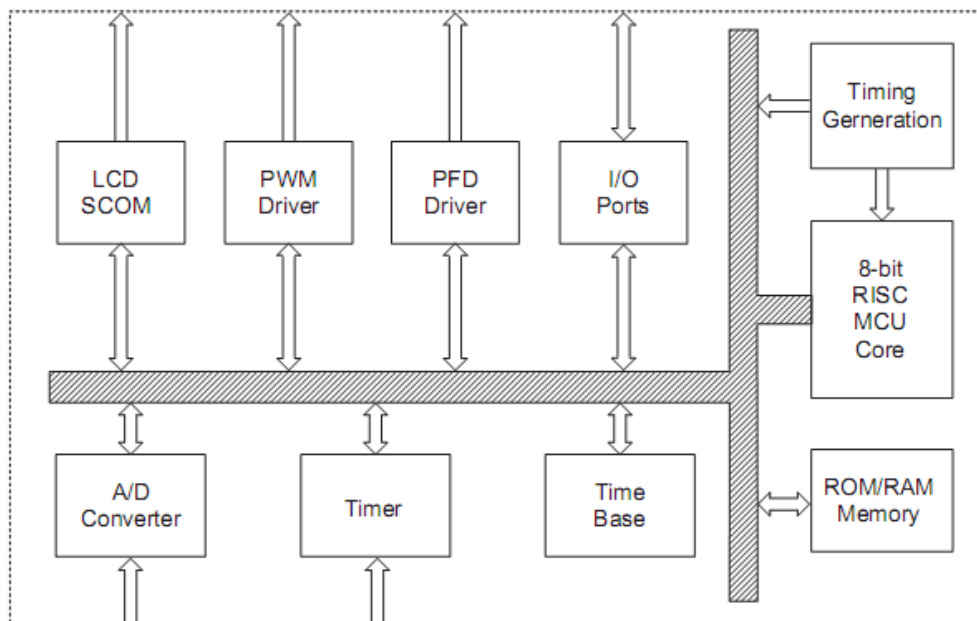 Timing
Gerneration
LCD
SCOM
PWM
Driver
PFD
Driver
I/O
Ports
8-bit
RISC
MCU
Core
A/D
Converter
Timer
Time
Base
ROM/RAM
Memory